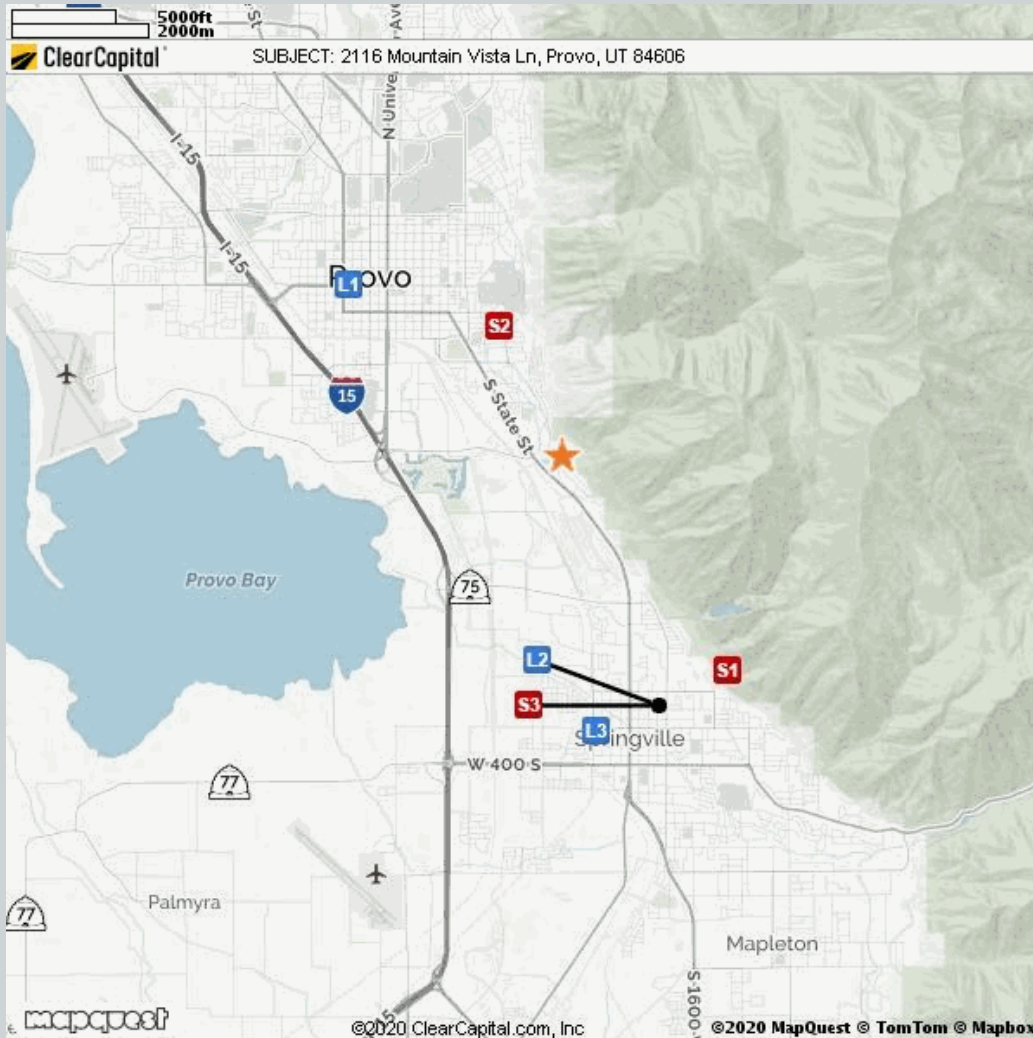 5000ft
2000m
ClearCapital
SUBJECT: 2116 Mountain Vista Ln, Provo, UT 84606
I-15
I-15
Provo
L1
S2
15
S State St
Provo Bay
75
L2
S1
S3
L3
Springville
W 400 S
77
77
Palmyra
Mapleton
S 1600
mapquest
©2020 ClearCapital.com, Inc
©2020 MapQuest © TomTom © Mapbox